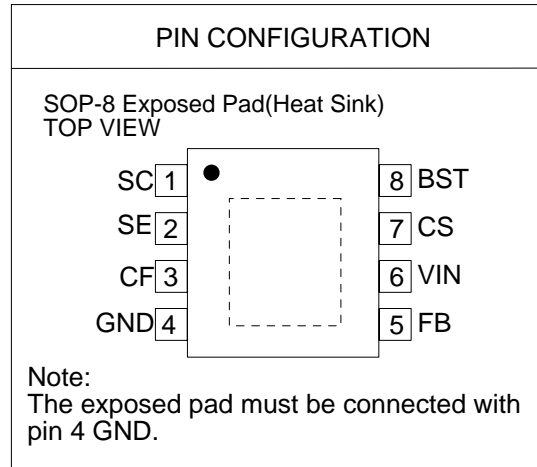 PIN CONFIGURATION
SOP-8 Exposed Pad(Heat Sink)
TOP VIEW
SC 1 8 BST
SE 2 7 CS
CF 3 6 VIN
GND 4 5 FB
Note:
The exposed pad must be connected with
pin 4 GND.